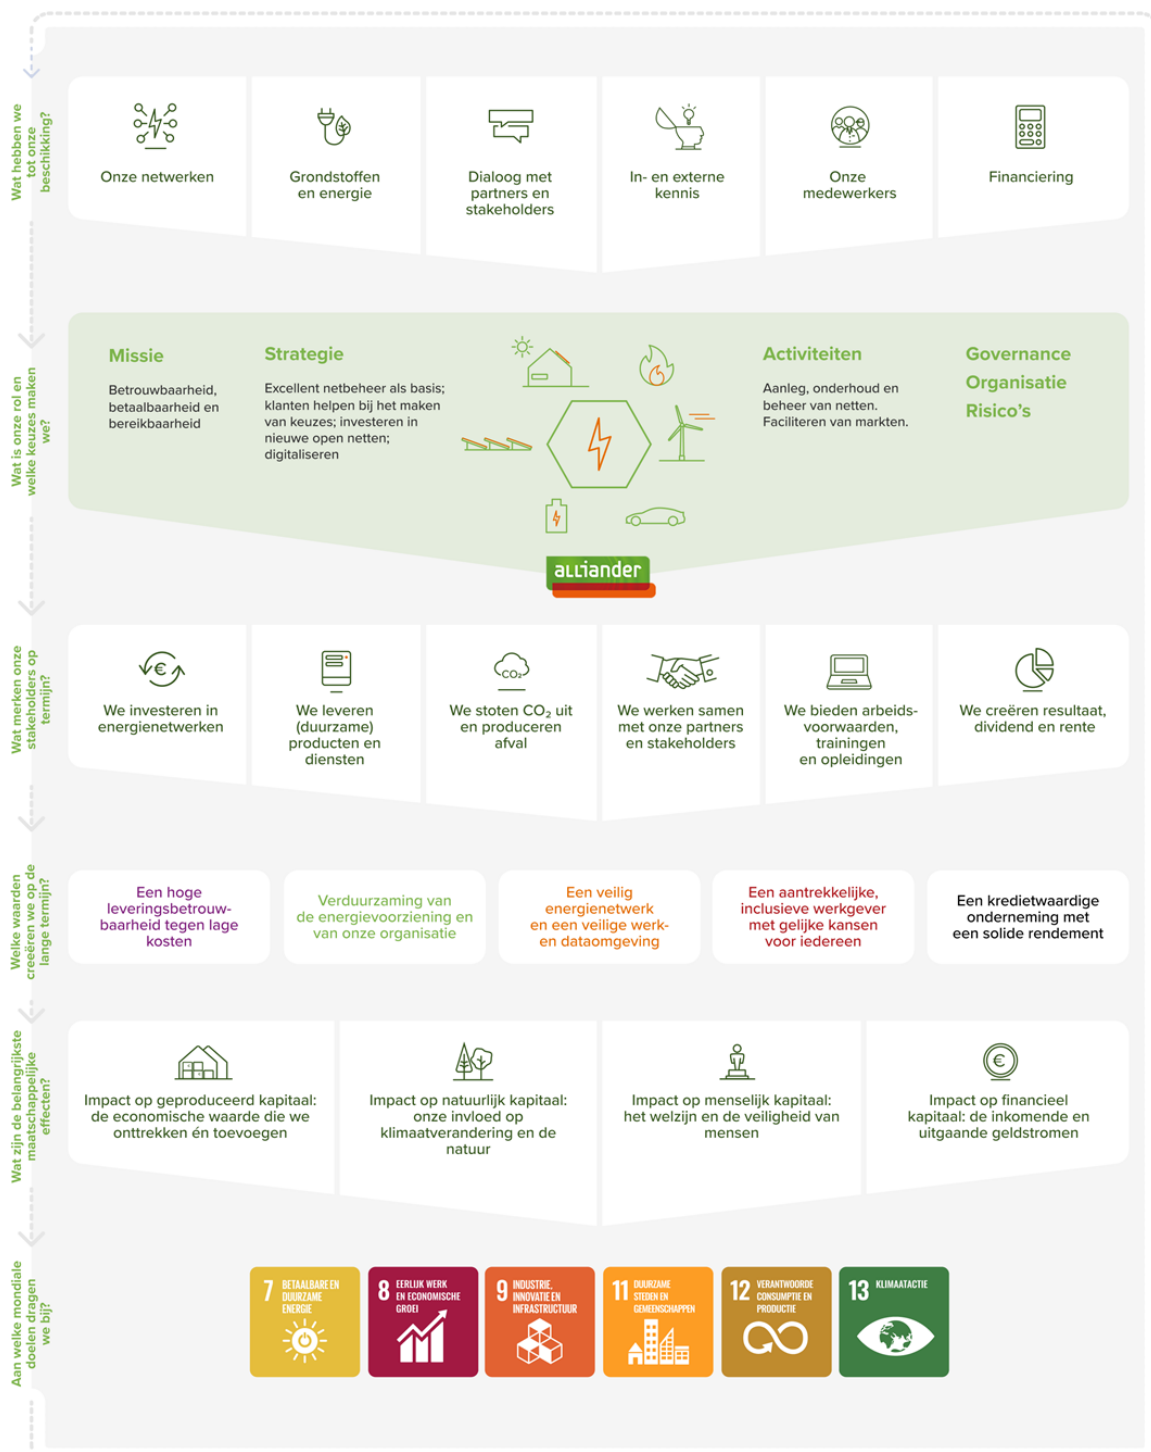 Wat hebben we
tot onze
beschikking?
Onze netwerken
Grondstoffen
en energie
Dialoog met
partners en
stakeholders
In- en externe
kennis
Onze
medewerkers
Financiering
Wat is onze rol en
welke keuzes maken
we?
Missie
Betrouwbaarheid,
betaalbaarheid en
bereikbaarheid
Strategie
Excellent netbeheer als basis;
klanten helpen bij het maken
van keuzes; investeren in
nieuwe open netten;
digitaliseren
Activiteiten
Aanleg, onderhoud en
beheer van netten.
Faciliteren van markten.
Governance
Organisatie
Risico's
alliander
Wat merken onze
stakeholders op
termijn?
€
We investeren in
energienetwerken
We leveren
(duurzame)
producten en
diensten
CO₂
We stoten CO₂ uit
en produceren
afval
We werken samen
met onze partners
en stakeholders
We bieden arbeids-
voorwaarden,
trainingen
en opleidingen
We creëren resultaat,
dividend en rente
Welke waarden
creeëren we op de
lange termijn?
Een hoge
leveringsbetrouw-
baarheid tegen lage
kosten
Verduurzaming van
de energievoorziening en
van onze organisatie
Een veilig
energienetwerk
en een veilige werk-
en dataomgeving
Een aantrekkelijke,
inclusieve werkgever
met gelijke kansen
voor iedereen
Een kredietwaardige
onderneming met
een solide rendement
Wat zijn de belangrijkste
maatschappelijke
effecten?
Impact op geproduceerd kapitaal:
de economische waarde die we
onttrekken én toevoegen
Impact op natuurlijk kapitaal:
onze invloed op
klimaatverandering en de
natuur
Impact op menselijk kapitaal:
het welzijn en de veiligheid van
mensen
€
Impact op financieel
kapitaal: de inkomende en
uitgaande geldstromen
Aan welke mondiale
doelen dragen
we bij?
7 BETAALBARE EN
DUURZAME
ENERGIE
8 EERLIJK WERK
EN ECONOMISCHE
GROEI
9 INDUSTRIE,
INNOVATIE EN
INFRASTRUCTUUR
11 DUURZAME
STEDEN EN
GEMEENSCHAPPEN
12 VERANTWOORDE
CONSUMPTIE EN
PRODUCTIE
13 KLIMAATACTIE